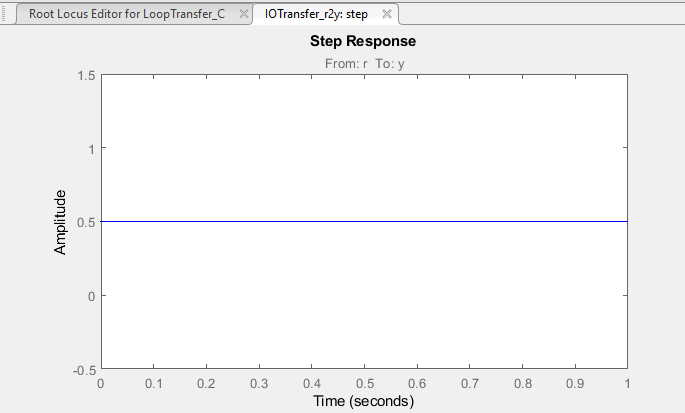 Root Locus Editor for LoopTransfer_C
IOTransfer_r2y: step
Step Response
From: r To: y
1.5
1
0.5
0
-0.5
Amplitude
0 0.1 0.2 0.3 0.4 0.5 0.6 0.7 0.8 0.9 1
Time (seconds)